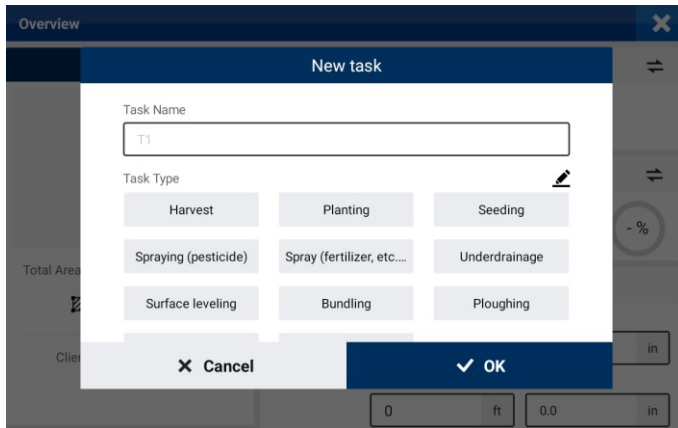 Overview
New task
Task Name
T1
Task Type
Harvest Planting Seeding
- %
Spraying (pesticide) Spray (fertilizer, etc.... Underdrainage
Total Area
Surface leveling Bundling Ploughing
in
Cancel OK
0 ft 0.0 in